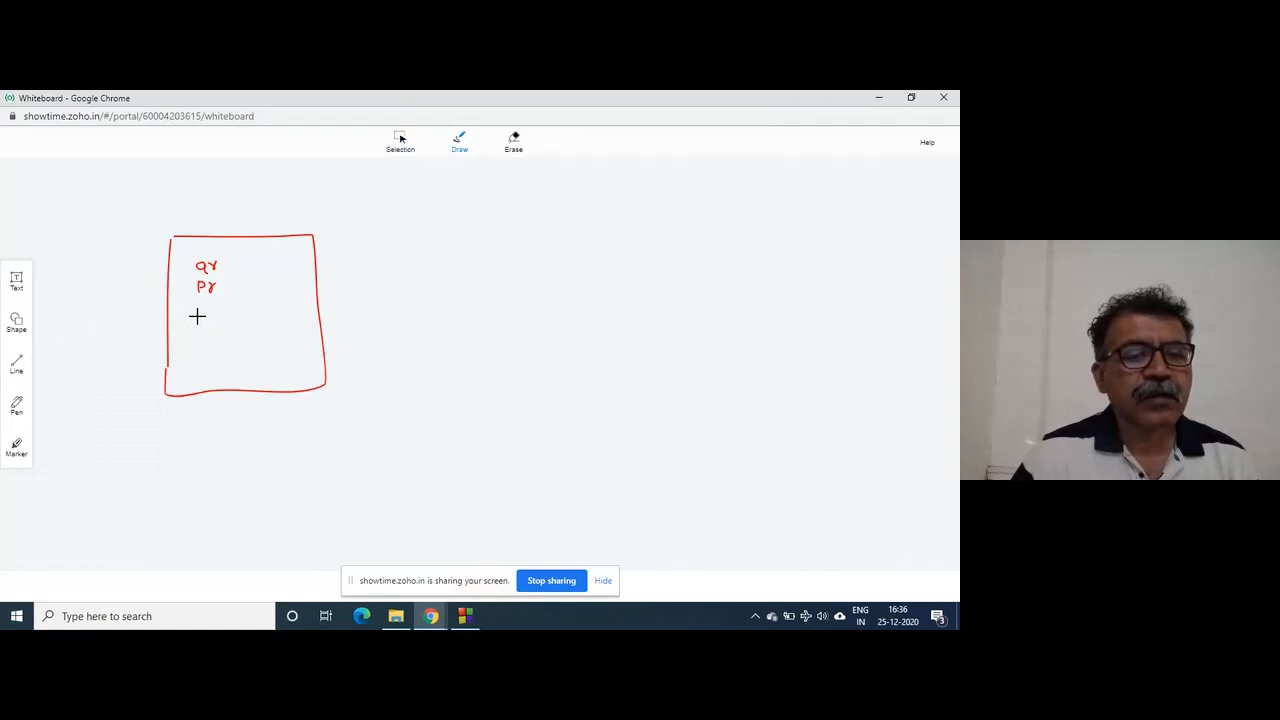 Whiteboard - Google Chrome
showtime.zoho.in/#/portal/60004203615/whiteboard
Selection
Draw
Erase
Help
Text
Shape
Line
Pen
Marker
qr
Pr
showtime.zoho.in is sharing your screen.
Stop sharing
Hide
Type here to search
ENG
IN
16:36
25-12-2020
3